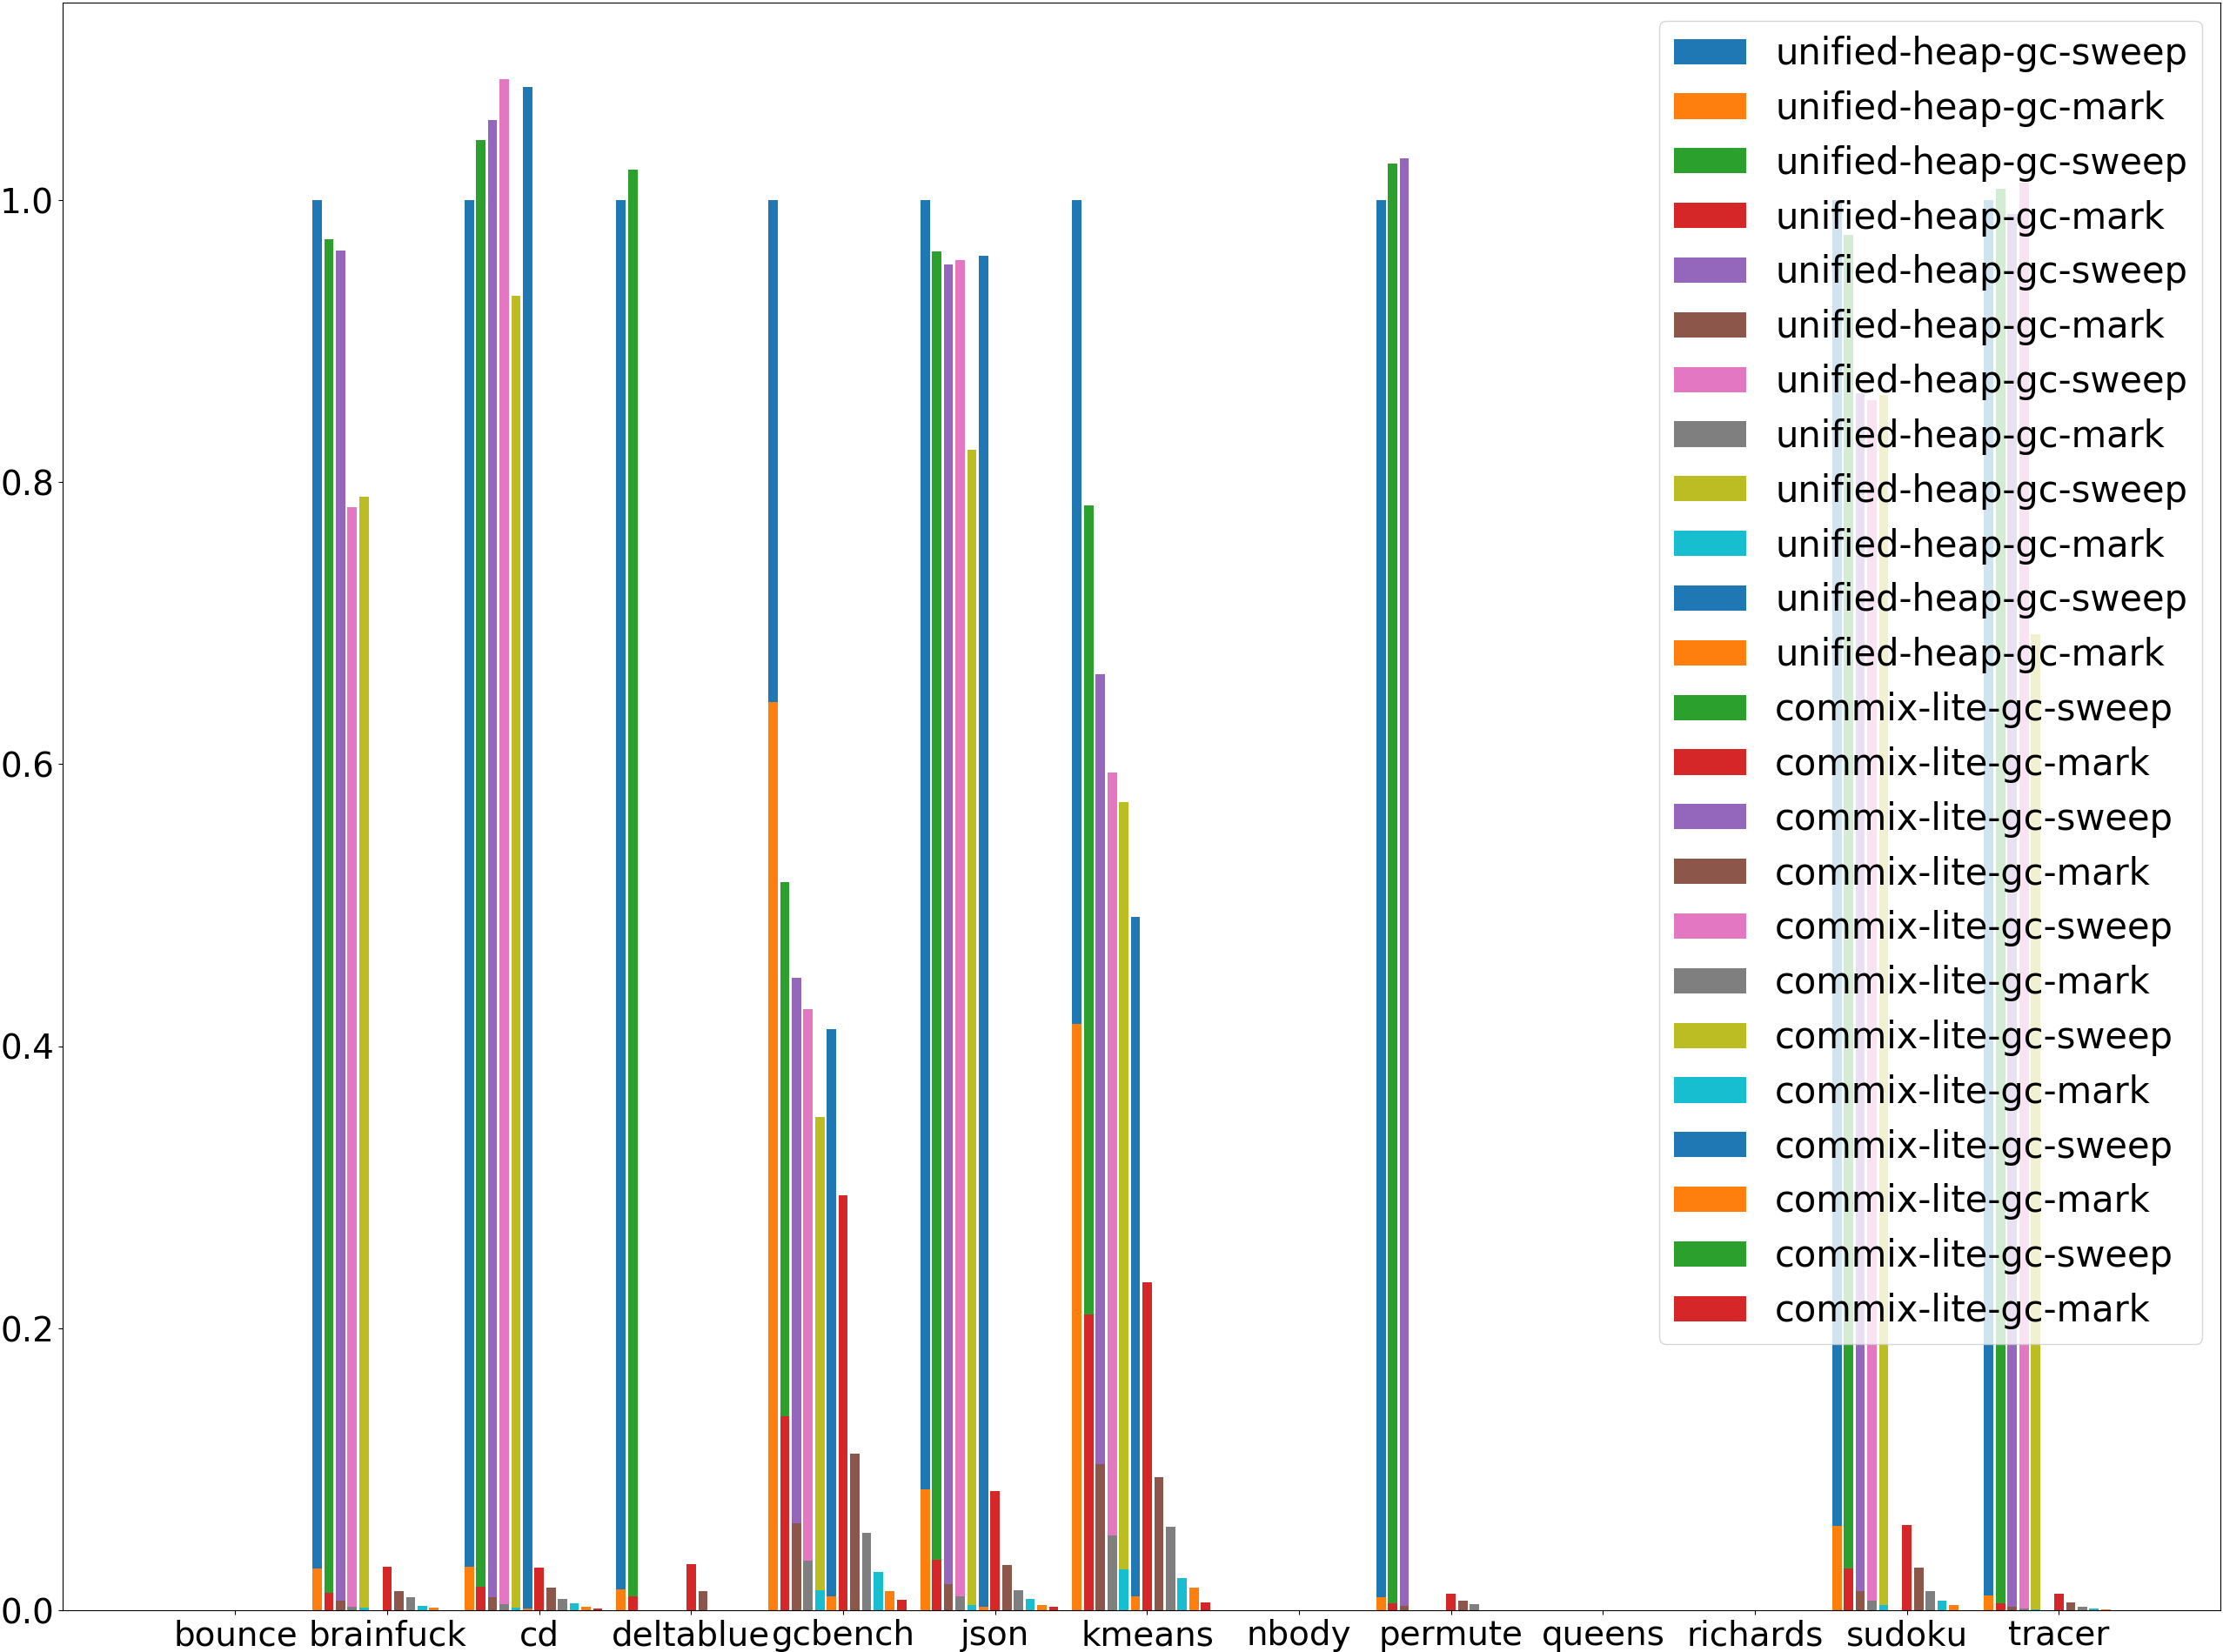 1.0
0.8
0.6
0.4
0.2
0.0
unified-heap-gc-sweep
unified-heap-gc-mark
unified-heap-gc-sweep
unified-heap-gc-mark
unified-heap-gc-sweep
unified-heap-gc-mark
unified-heap-gc-sweep
unified-heap-gc-mark
unified-heap-gc-sweep
unified-heap-gc-mark
unified-heap-gc-sweep
unified-heap-gc-mark
commix-lite-gc-sweep
commix-lite-gc-mark
commix-lite-gc-sweep
commix-lite-gc-mark
commix-lite-gc-sweep
commix-lite-gc-mark
commix-lite-gc-sweep
commix-lite-gc-mark
commix-lite-gc-sweep
commix-lite-gc-mark
commix-lite-gc-sweep
commix-lite-gc-mark
bounce brainfuck cd deltablue gcbench json kmeans nbody permute queens richards sudoku tracer